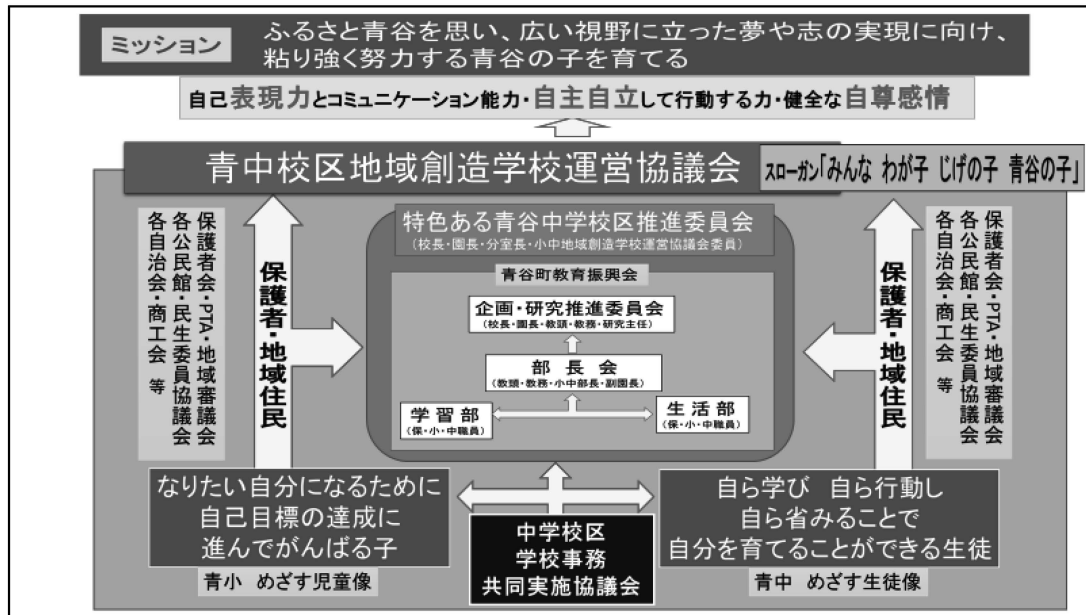 ミッション
ふるさと青谷を思い、広い視野に立った夢や志の実現に向け、
粘り強く努力する青谷の子を育てる
自己表現力とコミュニケーション能力・自主自立して行動する力・健全な自尊感情
青中校区地域創造学校運営協議会
スローガン「みんな わが子 じげの子 青谷の子」
保護者会・PTA・地域審議会
各公民館・民生委員協議会
各自治会・商工会 等
保護者・地域住民
特色ある青谷中学校区推進委員会
(校長・園長・分室長・小中地域創造学校運営協議会委員)
青谷町教育振興会
企画・研究推進委員会
(校長・園長・教頭・教務・研究主任)
部長会
(教頭・教務・小中部長・副園長)
学習部
(保・小・中職員)
生活部
(保・小・中職員)
保護者・地域住民
保護者会・PTA・地域審議会
各公民館・民生委員協議会
各自治会・商工会 等
なりたい自分になるために
自己目標の達成に
進んでがんばる子
青小 めざす児童像
中学校区
学校事務
共同実施協議会
自ら学び 自ら行動し
自ら省みることで
自分を育てることができる生徒
青中 めざす生徒像